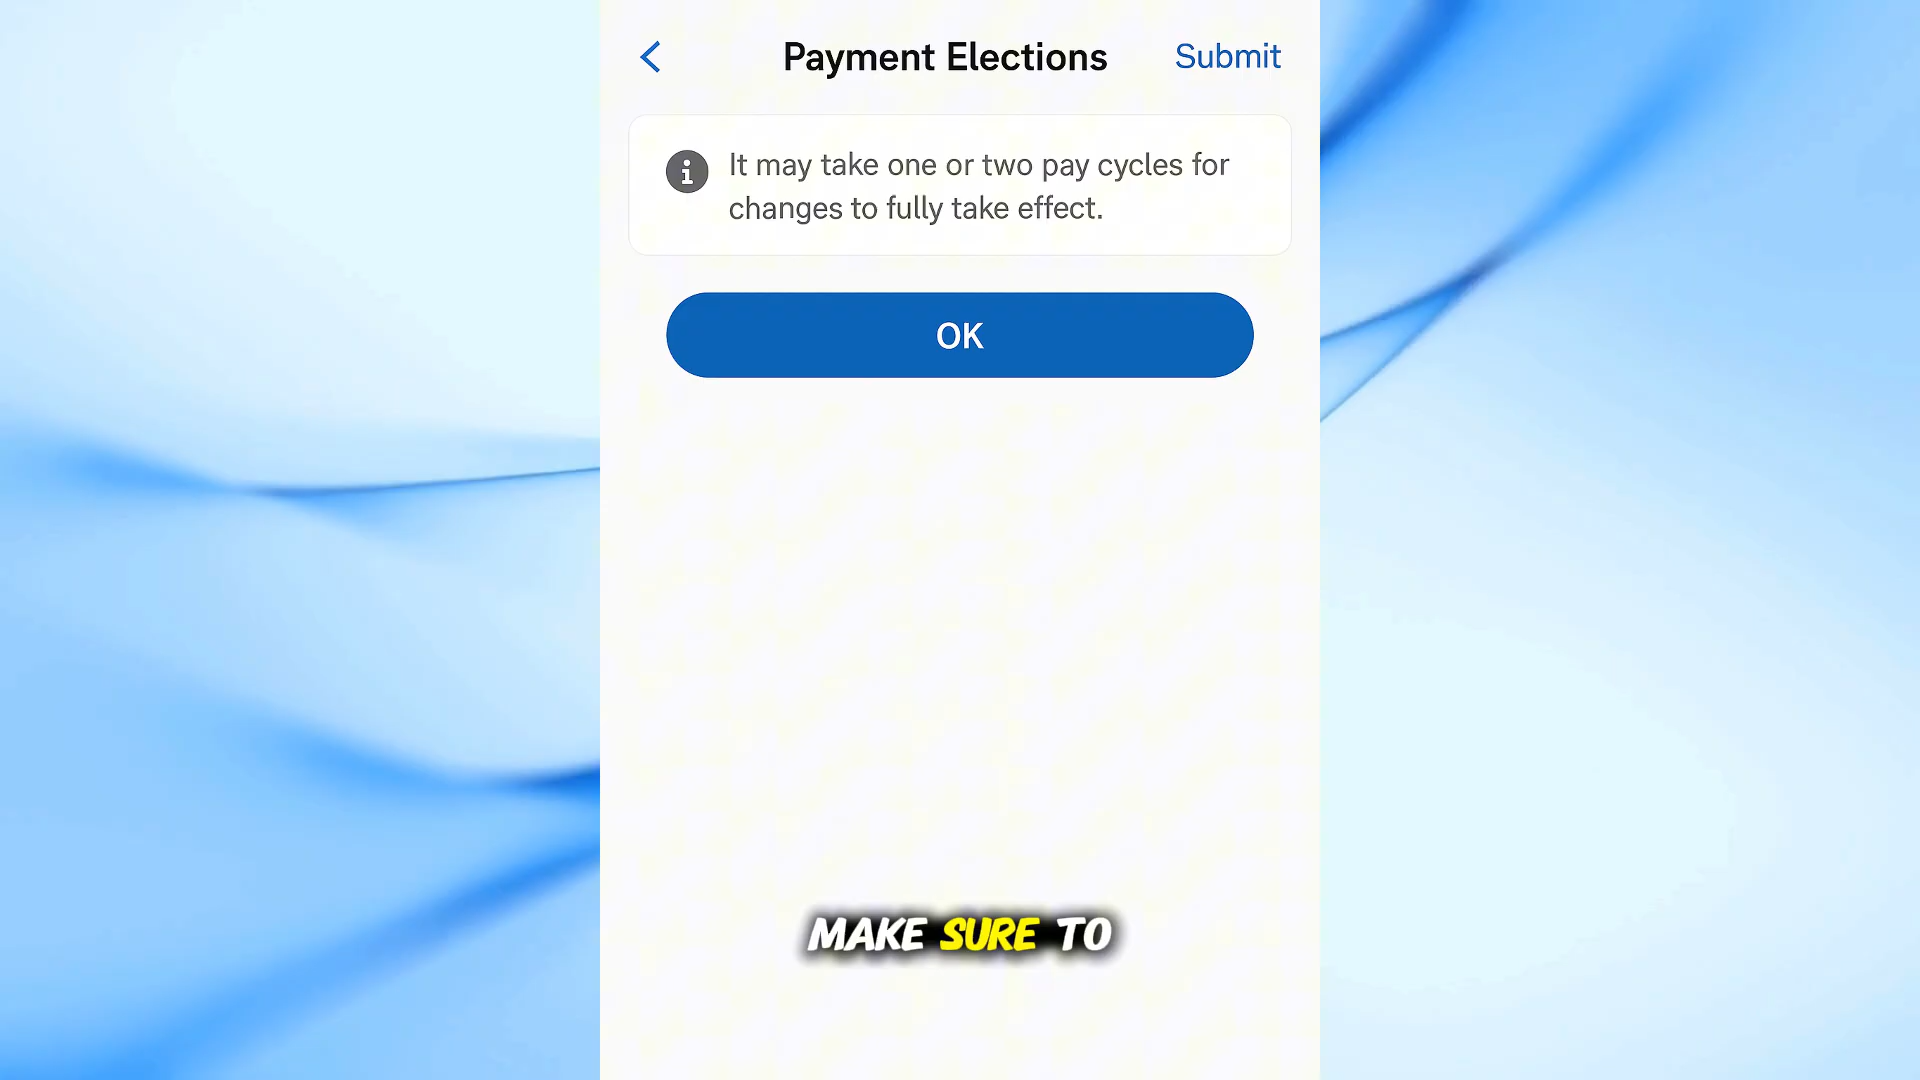 Payment Elections
Submit
It may take one or two pay cycles for
changes to fully take effect.
OK
MAKE SURE TO